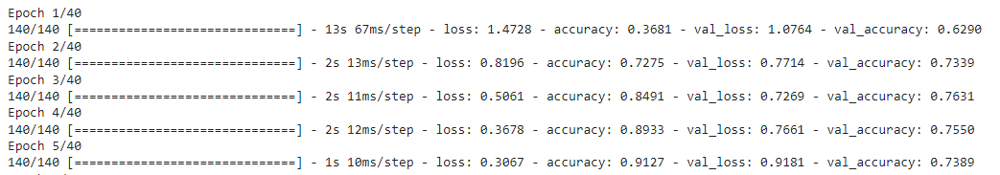 Epoch 1/40
140/140 [==============================] - 13s 67ms/step - loss: 1.4728 - accuracy: 0.3681 - val_loss: 1.0764 - val_accuracy: 0.6290
Epoch 2/40
140/140 [==============================] - 2s 13ms/step - loss: 0.8196 - accuracy: 0.7275 - val_loss: 0.7714 - val_accuracy: 0.7339
Epoch 3/40
140/140 [==============================] - 2s 11ms/step - loss: 0.5061 - accuracy: 0.8491 - val_loss: 0.7269 - val_accuracy: 0.7631
Epoch 4/40
140/140 [==============================] - 2s 12ms/step - loss: 0.3678 - accuracy: 0.8933 - val_loss: 0.7661 - val_accuracy: 0.7550
Epoch 5/40
140/140 [==============================] - 1s 10ms/step - loss: 0.3067 - accuracy: 0.9127 - val_loss: 0.9181 - val_accuracy: 0.7389